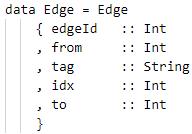 data Edge = Edge
    { edgeId   :: Int
    , from     :: Int
    , tag      :: String
    , idx      :: Int
    , to       :: Int
    }